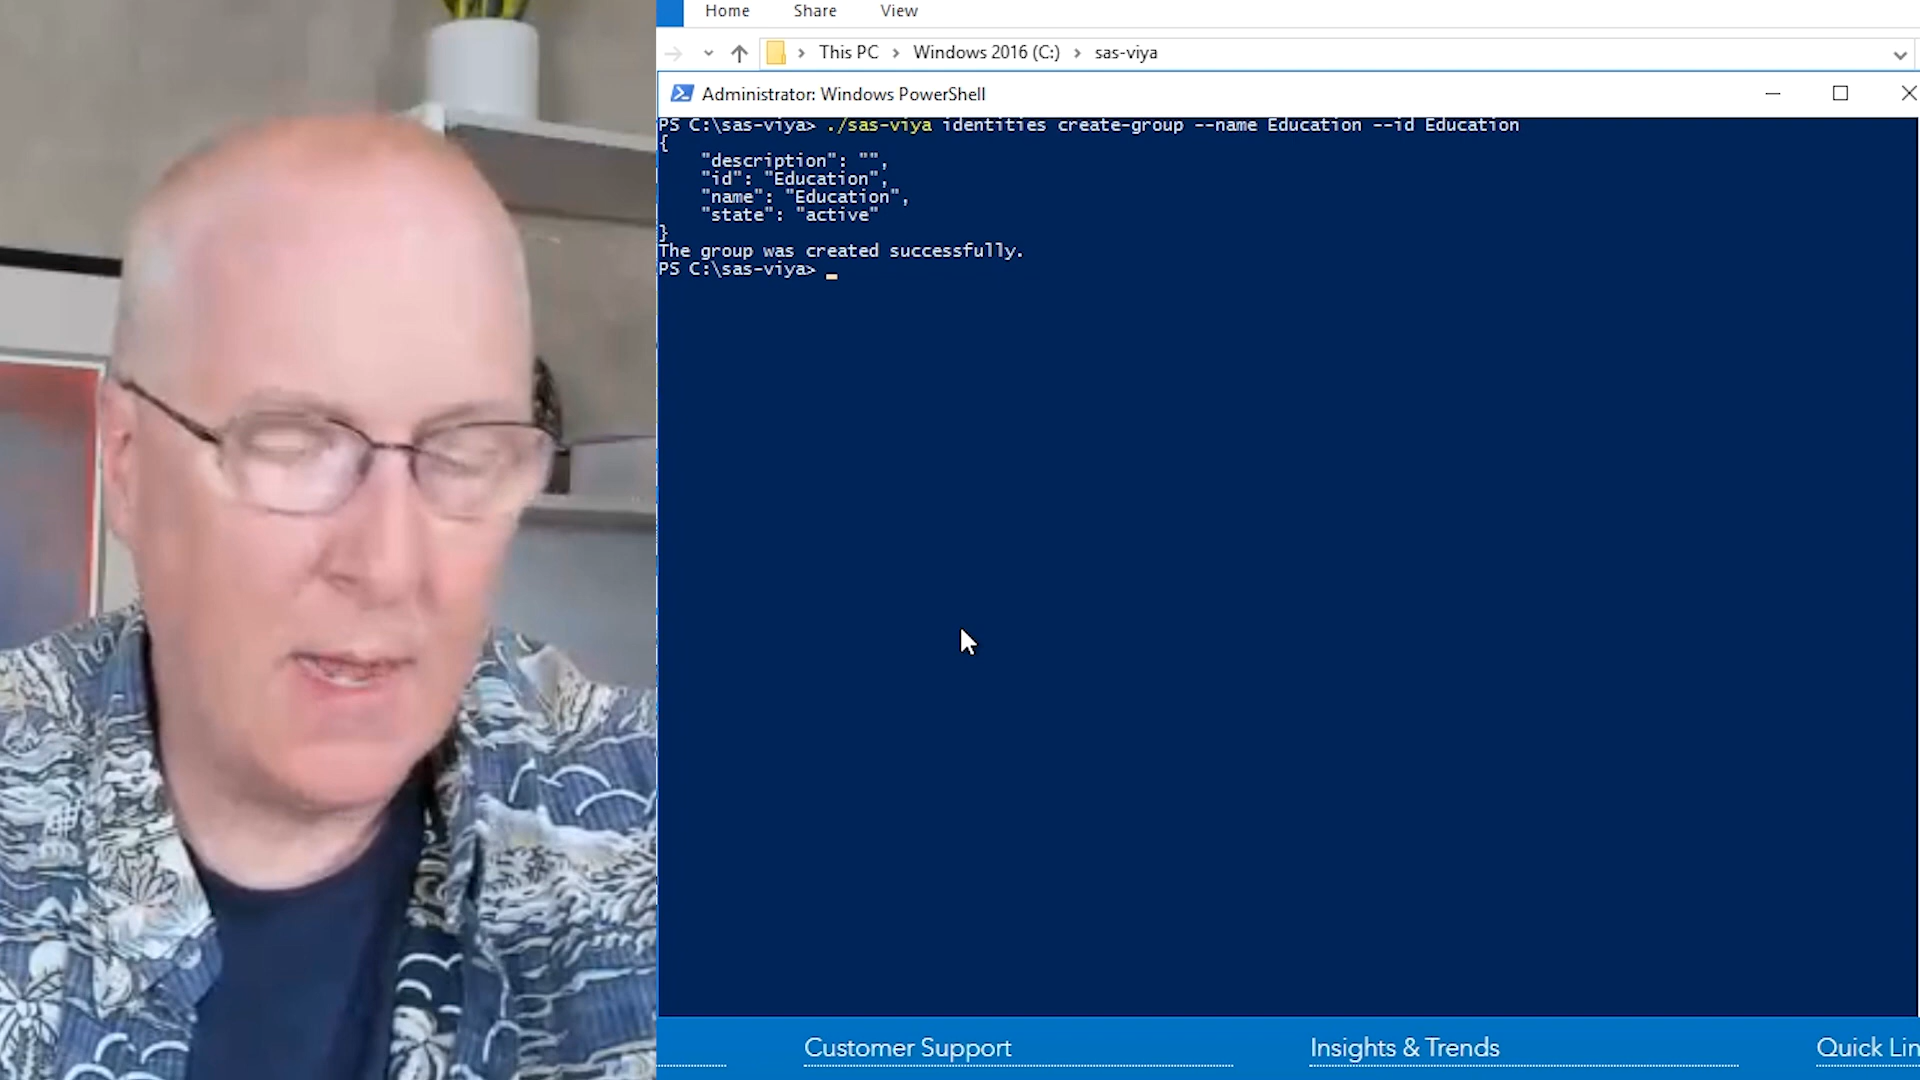 Home Share View
This PC Windows 2016 (C:) sas-viya
Administrator: Windows PowerShell
PS C:\sas-viya> ./sas-viya identities create-group --name Education --id Education
{
"description": "",
"id": "Education",
"name": "Education",
"state": "active"
}
The group was created successfully.
PS C:\sas-viya>
Customer Support Insights & Trends Quick Lin